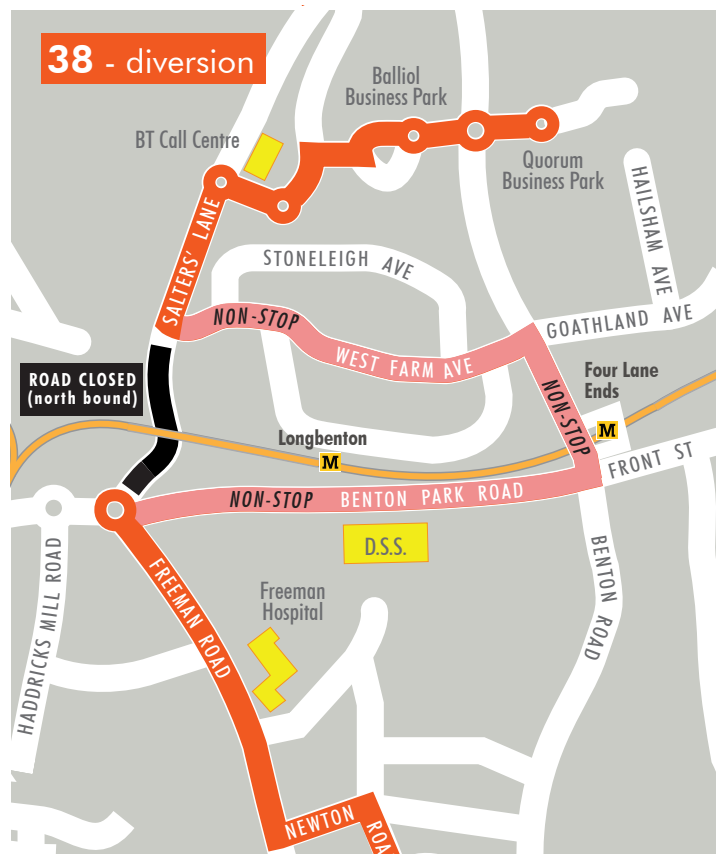 38 - diversion
Balliol
Business Park
BT Call Centre
Quorum
Business Park
HAILSHAM AVE
SALTERS' LANE
STONELEIGH AVE
NON-STOP
GOATHLAND AVE
WEST FARM AVE
ROAD CLOSED
(north bound)
Four Lane
Ends
NON-STOP
Longbenton
M
M
FRONT ST
NON-STOP BENTON PARK ROAD
D.S.S.
HADDRICKS MILL ROAD
FREEMAN ROAD
BENTON ROAD
Freeman
Hospital
NEWTON
ROA